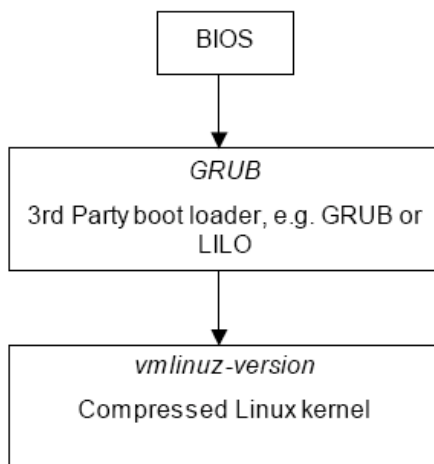 BIOS
GRUB
3rd Party boot loader, e.g. GRUB or
LILO
vmlinuz-version
Compressed Linux kernel